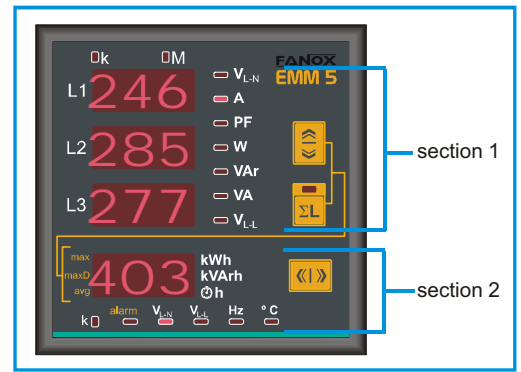 k M
FANOX
EMM 5
L1 246
V L-N
A
PF
L2 285
W
VAr
L3 277
VA
V L-L
ΣL
section 1
max
maxD
avg
403
kWh
kVArh
h
section 2
k alarm V L-N V L-L Hz °C